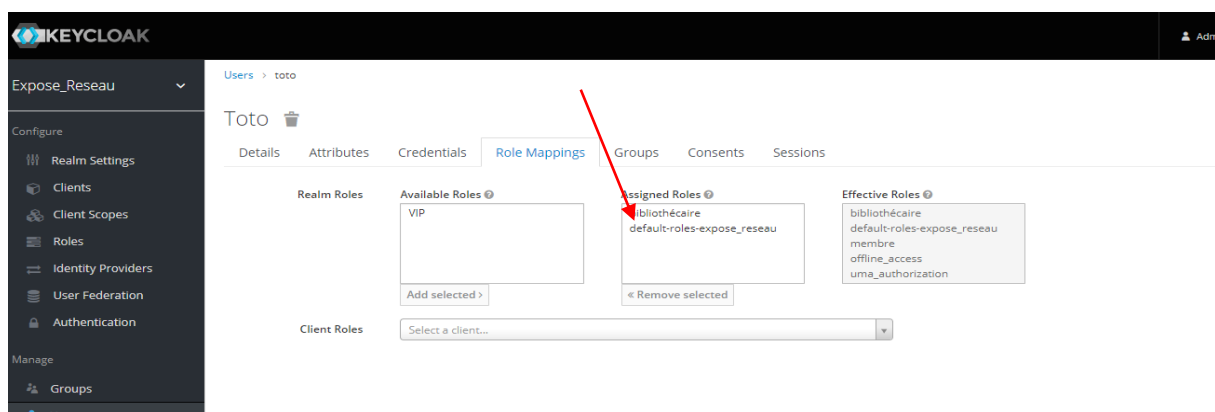 KEYCLOAK
Adm
Expose_Reseau
Users > toto
Toto
Configure
Details Attributes Credentials Role Mappings Groups Consents Sessions
Realm Settings
Clients
Client Scopes
Roles
Identity Providers
User Federation
Authentication
Manage
Groups
Realm Roles
Available Roles
VIP
Add selected >
Assigned Roles
bibliothécaire
default-roles-expose_reseau
« Remove selected
Effective Roles
bibliothécaire
default-roles-expose_reseau
membre
offline_access
uma_authorization
Client Roles
Select a client...